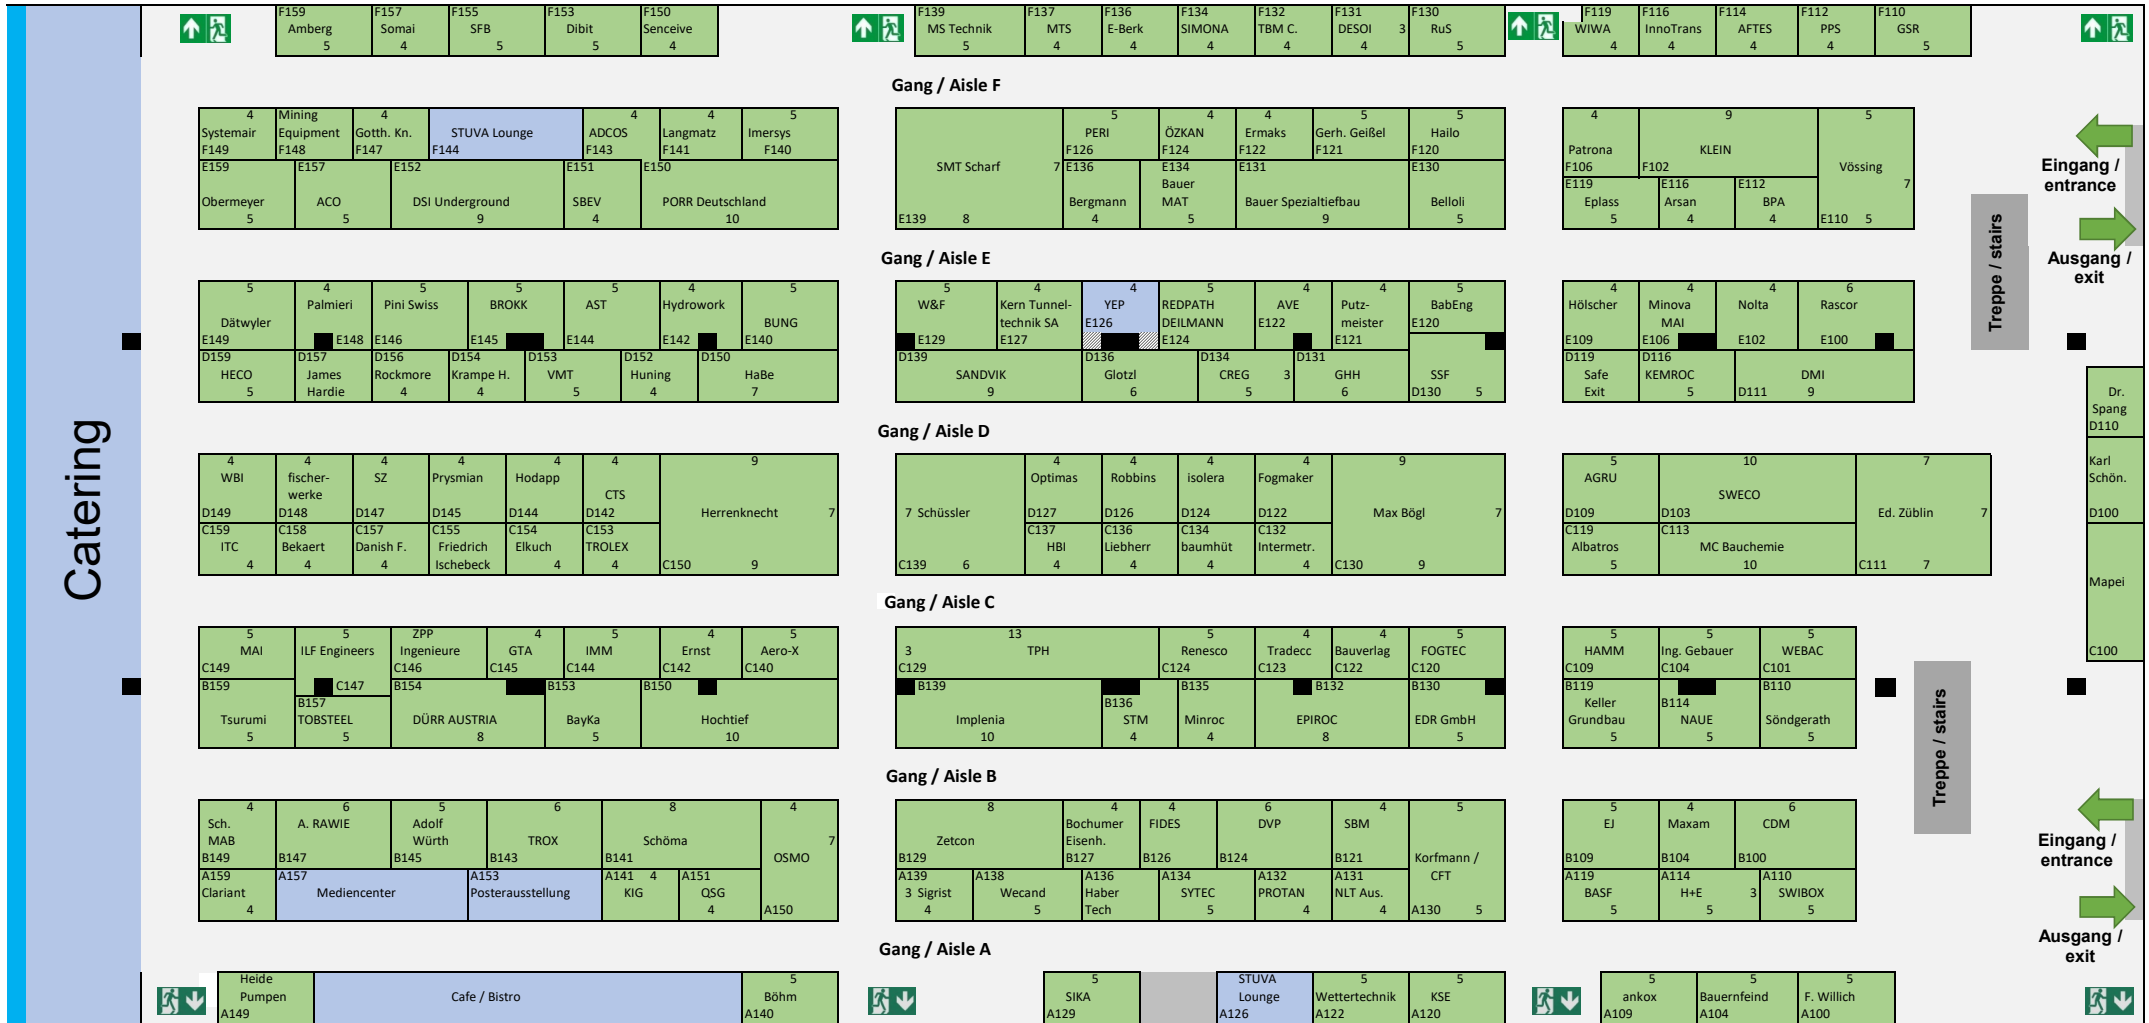 F159 F157 F155 F153 F150 F139 F137 F136 F134 F132 F131 F130 F119 F116 F114 F112 F110
Amberg Somai SFB Dibit Senceive MS Technik MTS E-Berk SIMONA TBM C. DESOI 3 RuS WIWA InnoTrans AFTES PPS GSR
5 4 5 5 4 5 4 4 4 4 4 5 4 4 4 4 5
Gang / Aisle F
4 Mining 4 4 4 5 5 4 4 5 5 4 9 5
Systemair Equipment Gotth. Kn. STUVA Lounge ADCOS Langmatz Imersys PERI ÖZKAN Ermaks Gerh. Geißel Hailo
F149 F148 F147 F144 F143 F141 F140 F126 F124 F122 F121 F120 Patrona KLEIN
F106 F102
E159 E157 E152 E151 E150 SMT Scharf 7 E136 E134 E131 E130 Vössing
Bauer E119 E116 E112 7
Obermeyer ACO DSI Underground SBEV PORR Deutschland Bergmann MAT Bauer Spezialtiefbau Belloli Eplass Arsan BPA
5 5 9 4 10 E139 8 4 5 9 5 5 4 4 E110 5
Eingang /
entrance
Ausgang /
exit
Treppe / stairs
Gang / Aisle E
5 4 5 5 5 4 5 5 4 4 5 4 4 5 4 4 4 6
Palmieri Pini Swiss BROKK AST Hydrowork W&F Kern Tunnel- YEP REDPATH AVE Putz- BabEng Hölscher Minova Nolta Rascor
Dätwyler BUNG technik SA E126 DEILMANN E122 meister E120 MAI
E149 E148 E146 E145 E144 E142 E140 E129 E127 E124 E121 E109 E106 E102 E100
D159 D157 D156 D154 D153 D152 D150 D139 D136 D134 D131 D119 D116
HECO James Rockmore Krampe H. VMT Huning HaBe SANDVIK Glotzl CREG 3 GHH SSF Safe KEMROC DMI
5 Hardie 4 4 5 4 7 9 6 5 6 D130 5 Exit 5 D111 9
Dr.
Spang
D110
Gang / Aisle D
4 4 4 4 4 4 9 4 4 4 4 9 5 10 7
WBI fischer- SZ Prysmian Hodapp Optimas Robbins isolera Fogmaker AGRU
werke CTS SWECO
D149 D148 D147 D145 D144 D142 Herrenknecht 7 7 Schüssler D127 D126 D124 D122 Max Bögl 7 D109 D103 Ed. Züblin 7
C159 C158 C157 C155 C154 C153 C137 C136 C134 C132 C119 C113
ITC Bekaert Danish F. Friedrich Elkuch TROLEX HBI Liebherr baumhüt Intermetr. Albatros MC Bauchemie
4 4 4 Ischebeck 4 4 C150 9 C139 6 4 4 4 4 C130 9 5 10 C111 7
Karl
Schön.
D100
Mapei
C100
Catering
Gang / Aisle C
5 5 ZPP 4 5 4 5 13 5 4 4 5 5 5 5
MAI ILF Engineers Ingenieure GTA IMM Ernst Aero-X 3 TPH Renesco Tradecc Bauverlag FOGTEC HAMM Ing. Gebauer WEBAC
C149 C146 C145 C144 C142 C140 C129 C124 C123 C122 C120 C109 C104 C101
B159 C147 B154 B153 B150 B139 B135 B132 B130 B119 B110
B157 B136 Keller B114
Tsurumi TOBSTEEL DÜRR AUSTRIA BayKa Hochtief Implenia STM Minroc EPIROC EDR GmbH Grundbau NAUE Söndgerath
5 5 8 5 10 10 4 4 8 5 5 5 5
Treppe / stairs
Gang / Aisle B
4 6 5 6 8 4 8 4 4 6 4 5 5 4 6
Sch. A. RAWIE Adolf Bochumer FIDES DVP SBM EJ Maxam CDM
MAB Würth TROX Schöma 7 Zetcon Eisenh.
B149 B147 B145 B143 B141 OSMO B129 B127 B126 B124 B121 Korfmann / B109 B104 B100
A159 A157 A153 A141 4 A151 A139 A138 A136 A134 A132 A131 CFT A119 A114 A110
Clariant Mediencenter Posterausstellung KIG QSG 3 Sigrist Wecand Haber SYTEC PROTAN NLT Aus. BASF H+E 3 SWIBOX
4 4 A150 4 5 Tech 5 4 4 A130 5 5 5 5
Eingang /
entrance
Ausgang /
exit
Gang / Aisle A
Heide 5 5 STUVA 5 5 5 5 5
Pumpen Cafe / Bistro Böhm SIKA Lounge Wettertechnik KSE ankox Bauernfeind F. Willich
A149 A140 A129 A126 A122 A120 A109 A104 A100